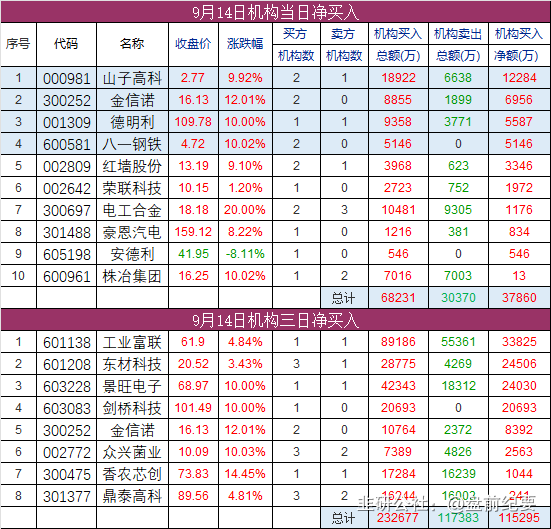 9月14日机构当日净买入
序号 代码 名称 收盘价 涨跌幅 买方机构数 卖方机构数 机构买入总额(万) 机构卖出总额(万) 机构买入净额(万)
1 000981 山子高科 2.77 9.92% 2 1 18922 6638 12284
2 300252 金信诺 16.13 12.01% 2 0 8855 1899 6956
3 001309 德明利 109.78 10.00% 1 1 9358 3771 5587
4 600581 八一钢铁 4.72 10.02% 2 0 5146 0 5146
5 002809 红墙股份 13.19 9.10% 2 1 3968 623 3346
6 002642 荣联科技 10.15 1.20% 1 0 2723 752 1972
7 300697 电工合金 18.18 20.00% 2 3 10481 9305 1176
8 301488 豪恩汽电 159.12 8.22% 1 0 1216 381 834
9 605198 安德利 41.95 -8.11% 1 0 546 0 546
10 600961 株冶集团 16.25 10.02% 1 2 7016 7003 13
总计 68231 30370 37860
9月14日机构三日净买入
1 601138 工业富联 61.9 4.84% 1 1 89186 55361 33825
2 601208 东材科技 20.52 3.43% 3 1 28775 4269 24506
3 603228 景旺电子 68.97 10.00% 1 1 42343 18312 24030
4 603083 剑桥科技 101.49 10.00% 1 0 20693 0 20693
5 300252 金信诺 16.13 12.01% 2 0 10764 2372 8392
6 002772 众兴菌业 10.09 10.03% 3 2 7389 4826 2563
7 300475 香农芯创 73.83 14.45% 1 1 17284 16239 1044
8 301377 鼎泰高科 89.56 4.81% 3 2 16244 16003 241
总计 232677 117383 115295
韭研公社：@盘前纪要